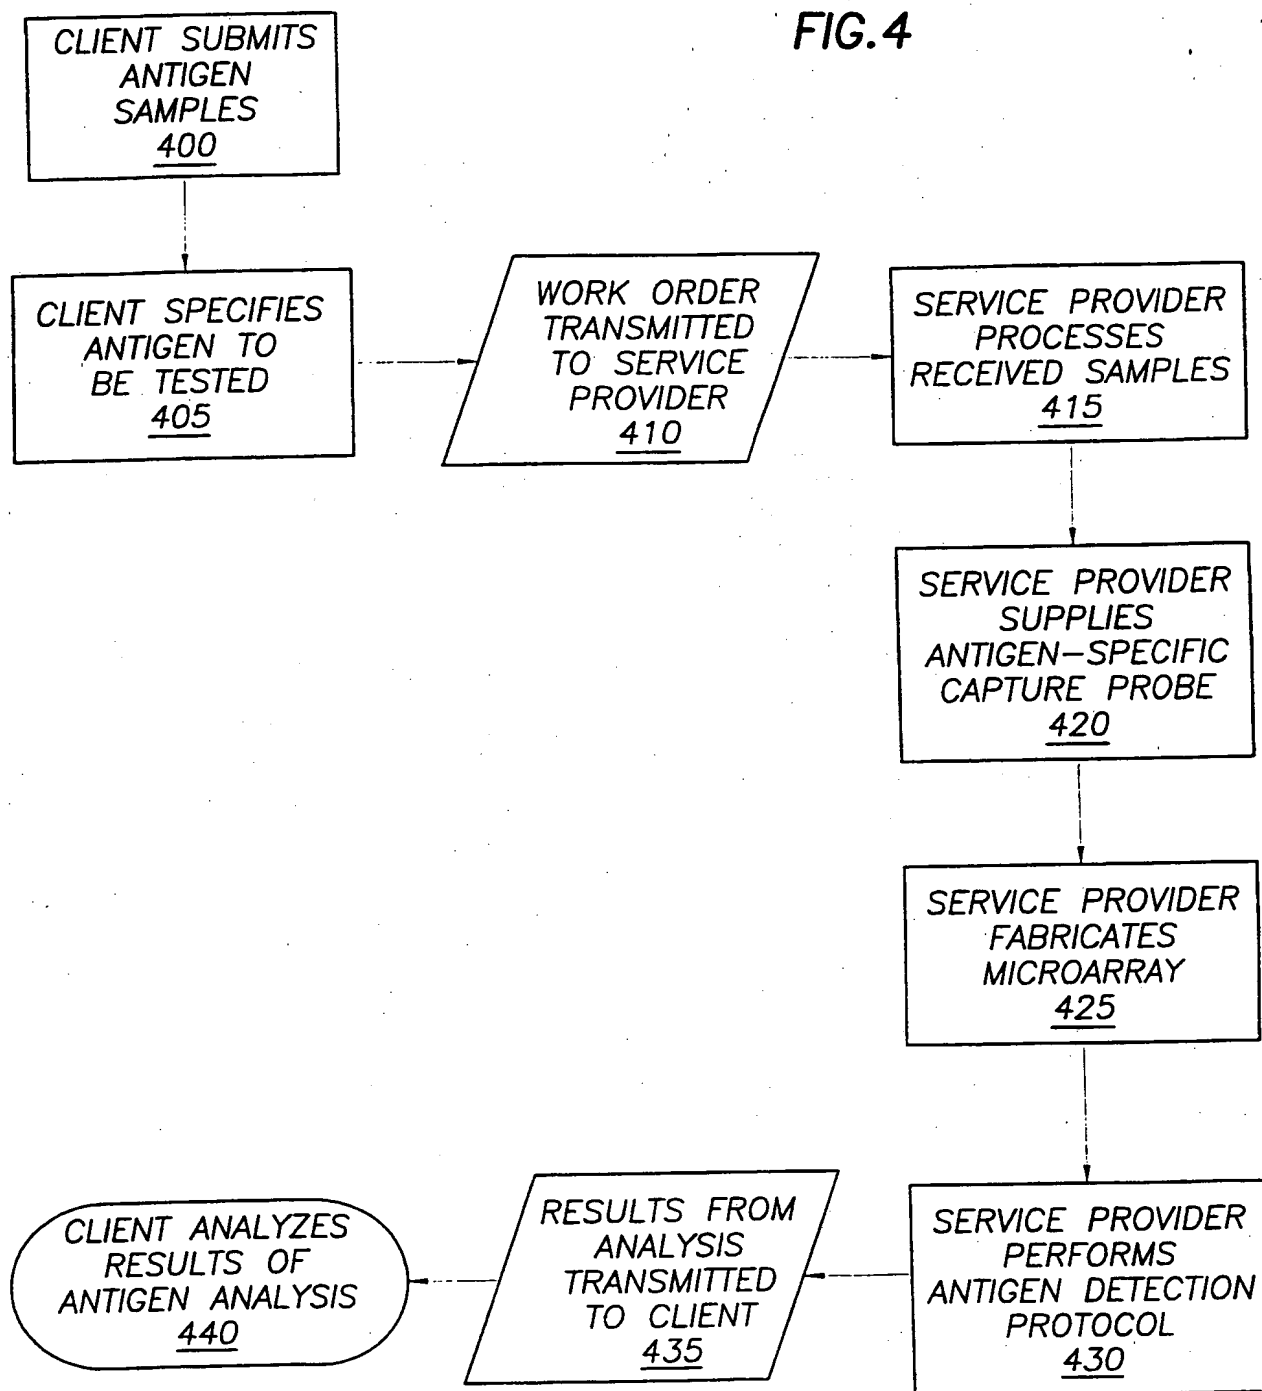 FIG.4
CLIENT SUBMITS
ANTIGEN
SAMPLES
400
CLIENT SPECIFIES
ANTIGEN TO
BE TESTED
405
WORK ORDER
TRANSMITTED
TO SERVICE
PROVIDER
410
SERVICE PROVIDER
PROCESSES
RECEIVED SAMPLES
415
SERVICE PROVIDER
SUPPLIES
ANTIGEN-SPECIFIC
CAPTURE PROBE
420
SERVICE PROVIDER
FABRICATES
MICROARRAY
425
SERVICE PROVIDER
PERFORMS
ANTIGEN DETECTION
PROTOCOL
430
RESULTS FROM
ANALYSIS
TRANSMITTED
TO CLIENT
435
CLIENT ANALYZES
RESULTS OF
ANTIGEN ANALYSIS
440